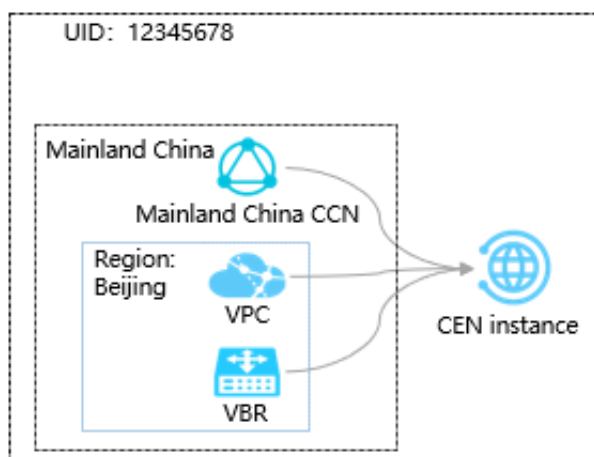 UID: 12345678
Mainland China
Mainland China CCN
Region:
Beijing
VPC
VBR
CEN instance